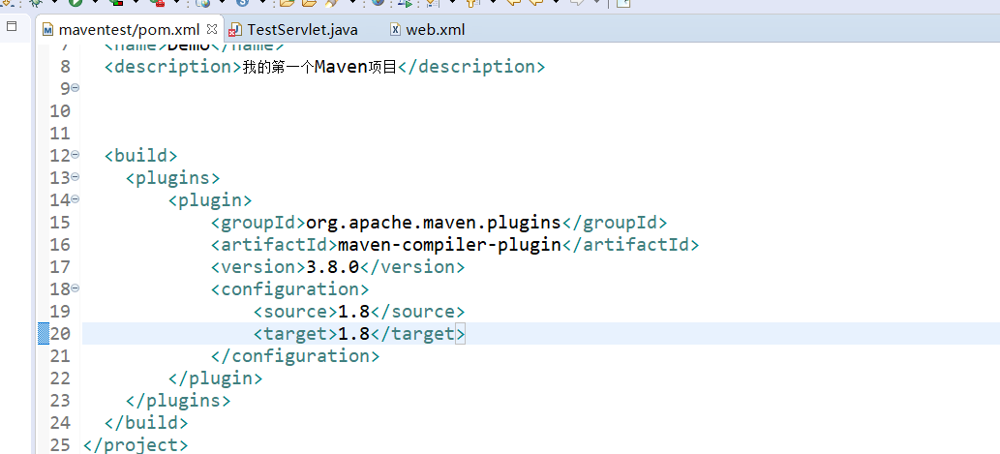 maventest/pom.xml TestServlet.java web.xml
7 <name>Demo</name>
8 <description>我的第一个Maven项目</description>
9
10
11
12 <build>
13 <plugins>
14 <plugin>
15 <groupId>org.apache.maven.plugins</groupId>
16 <artifactId>maven-compiler-plugin</artifactId>
17 <version>3.8.0</version>
18 <configuration>
19 <source>1.8</source>
20 <target>1.8</target>
21 </configuration>
22 </plugin>
23 </plugins>
24 </build>
25 </project>